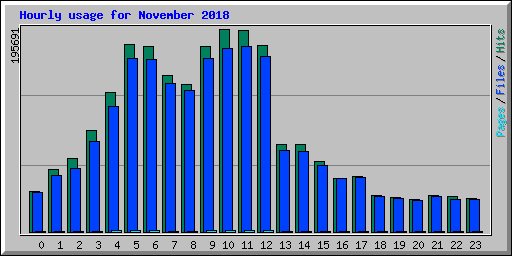 Hourly usage for November 2018
195691
Pages/Files/Hits
0 1 2 3 4 5 6 7 8 9 10 11 12 13 14 15 16 17 18 19 20 21 22 23